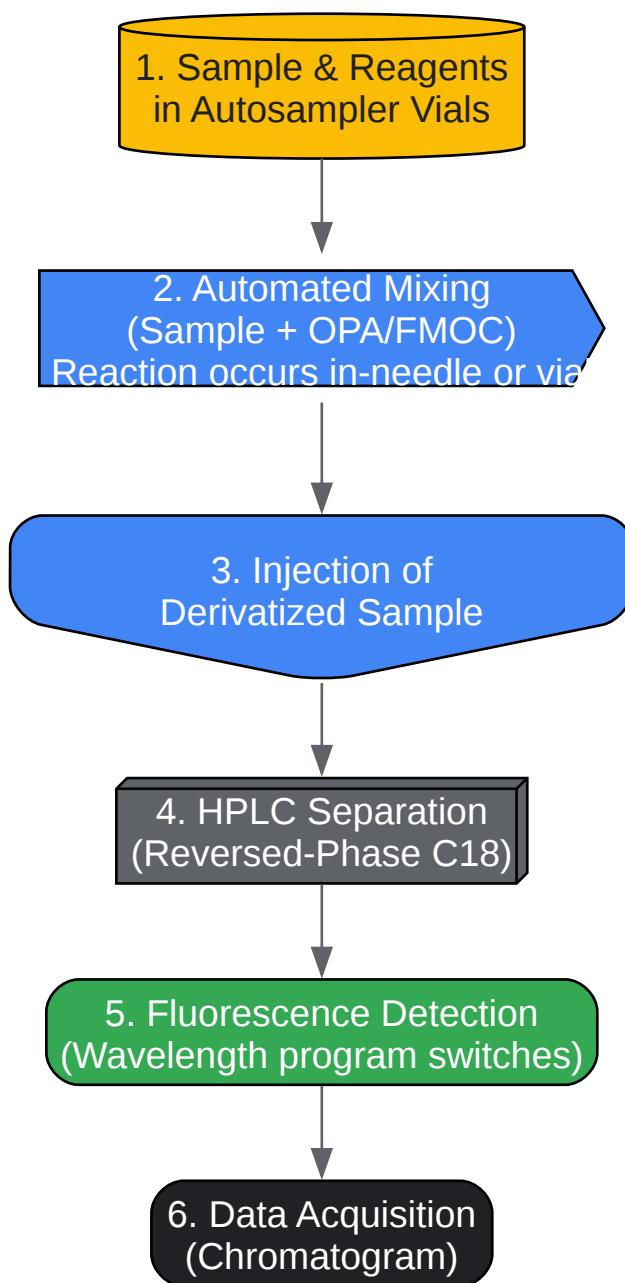 1. Sample & Reagents
in Autosampler Vials
2. Automated Mixing
(Sample + OPA/FMOC)
Reaction occurs in-needle or via
3. Injection of
Derivatized Sample
4. HPLC Separation
(Reversed-Phase C18)
5. Fluorescence Detection
(Wavelength program switches)
6. Data Acquisition
(Chromatogram)